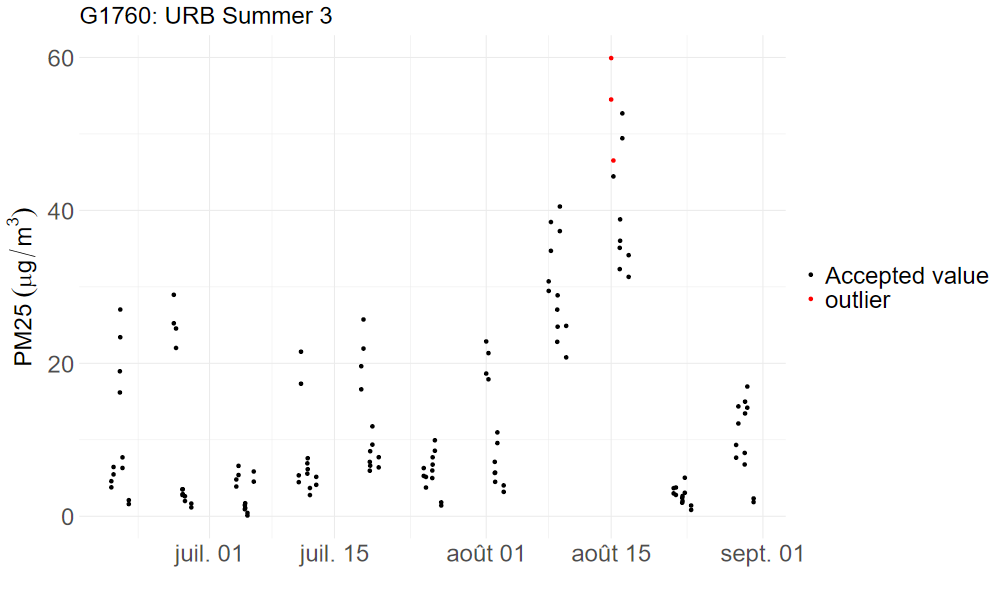 G1760: URB Summer 3
PM25 (μg/m³)
60
40
20
0
juil. 01
juil. 15
août 01
août 15
sept. 01
Accepted value
outlier